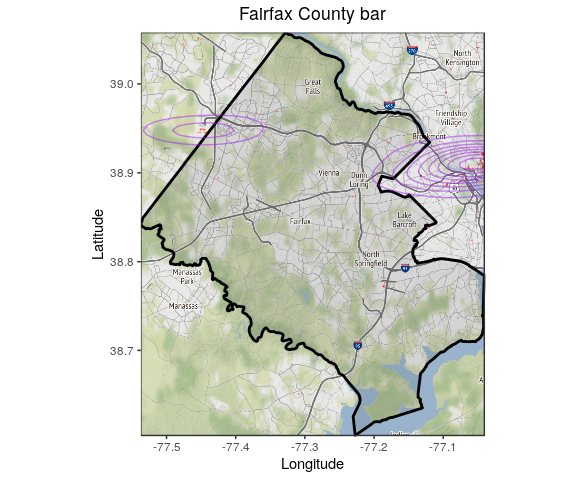 Fairfax County bar
39.0
38.9
38.8
38.7
Latitude
270
North
Kensington
Great
Falls
495
Friendship
Village
Brookmont
Vienna
Dunn
Loring
Lake
Barcroft
Fairfax
North
Springfield
Manassas
Park
Manassas
-77.5
-77.4
-77.3
-77.2
-77.1
Longitude